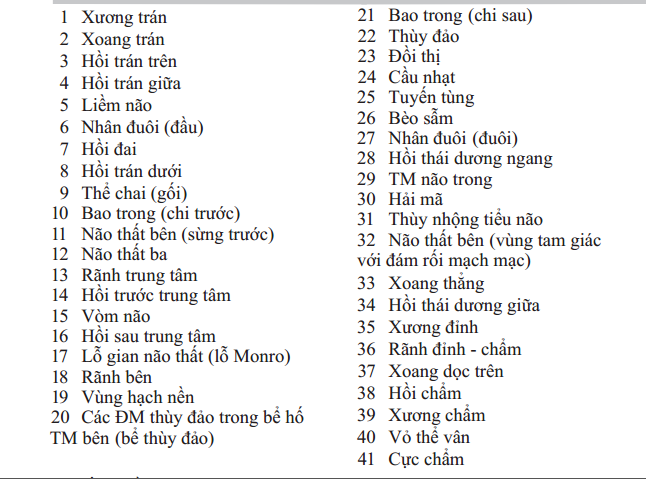 1 Xương trán
2 Xoang trán
3 Hồi trán trên
4 Hồi trán giữa
5 Liềm não
6 Nhân đuôi (đầu)
7 Hồi đai
8 Hồi trán dưới
9 Thể chai (gối)
10 Bao trong (chi trước)
11 Não thất bên (sừng trước)
12 Não thất ba
13 Rãnh trung tâm
14 Hồi trước trung tâm
15 Vòm não
16 Hồi sau trung tâm
17 Lỗ gian não thất (lỗ Monro)
18 Rãnh bên
19 Vùng hạch nền
20 Các ĐM thùy đảo trong bể hố
TM bên (bể thùy đảo)
21 Bao trong (chi sau)
22 Thùy đảo
23 Đồi thị
24 Cầu nhạt
25 Tuyến tùng
26 Bèo sẫm
27 Nhân đuôi (đuôi)
28 Hồi thái dương ngang
29 TM não trong
30 Hải mã
31 Thùy nhộng tiểu não
32 Não thất bên (vùng tam giác
với đám rối mạch mạc)
33 Xoang thẳng
34 Hồi thái dương giữa
35 Xương đỉnh
36 Rãnh đỉnh - chẩm
37 Xoang dọc trên
38 Hồi chẩm
39 Xương chẩm
40 Vỏ thể vân
41 Cực chẩm